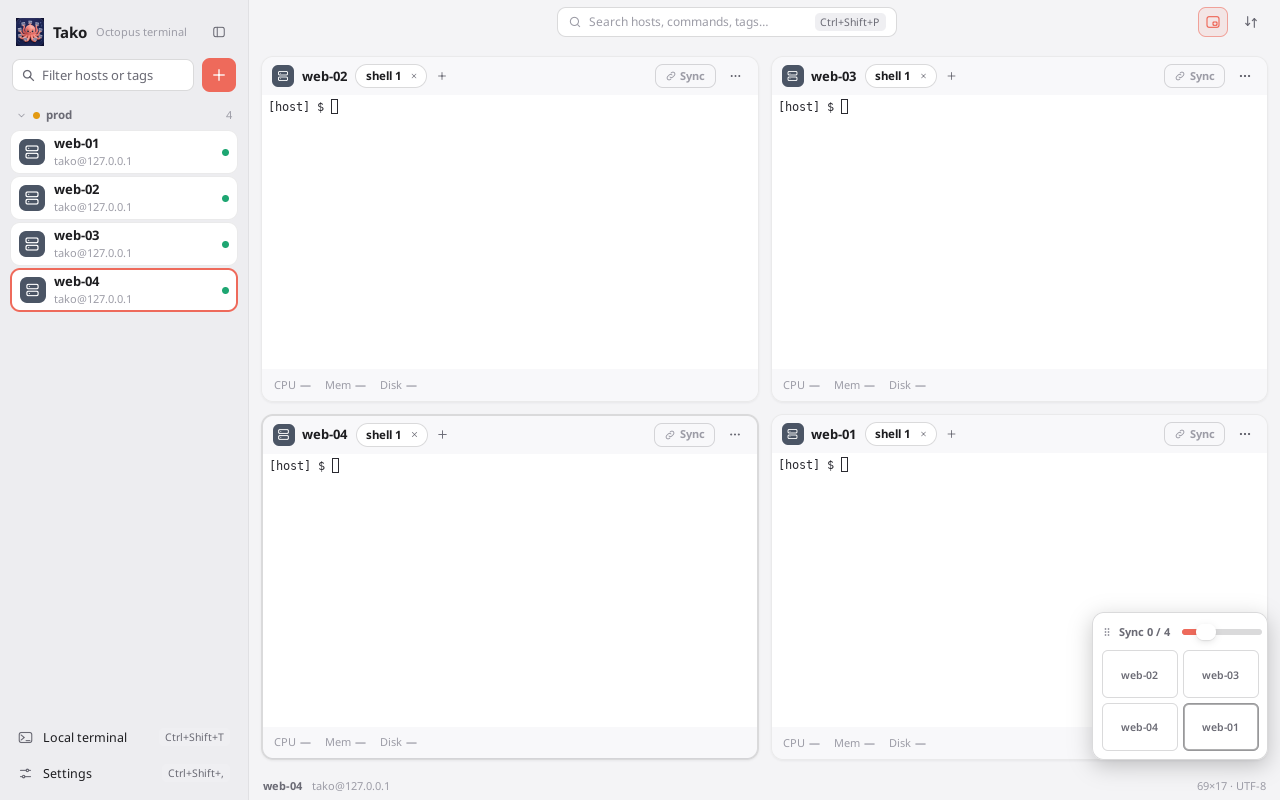 Tako Octopus terminal
Filter hosts or tags
prod 4
web-01
tako@127.0.0.1
web-02
tako@127.0.0.1
web-03
tako@127.0.0.1
web-04
tako@127.0.0.1
Local terminal Ctrl+Shift+T
Settings Ctrl+Shift+,
Search hosts, commands, tags... Ctrl+Shift+P
web-02 shell 1 × + Sync ...
[host] $
CPU — Mem — Disk —
web-03 shell 1 × + Sync ...
[host] $
CPU — Mem — Disk —
web-04 shell 1 × + Sync ...
[host] $
CPU — Mem — Disk —
web-01 shell 1 × + Sync ...
[host] $
CPU — Mem — Disk —
Sync 0 / 4
web-02 web-03
web-04 web-01
web-04 tako@127.0.0.1 69×17 · UTF-8